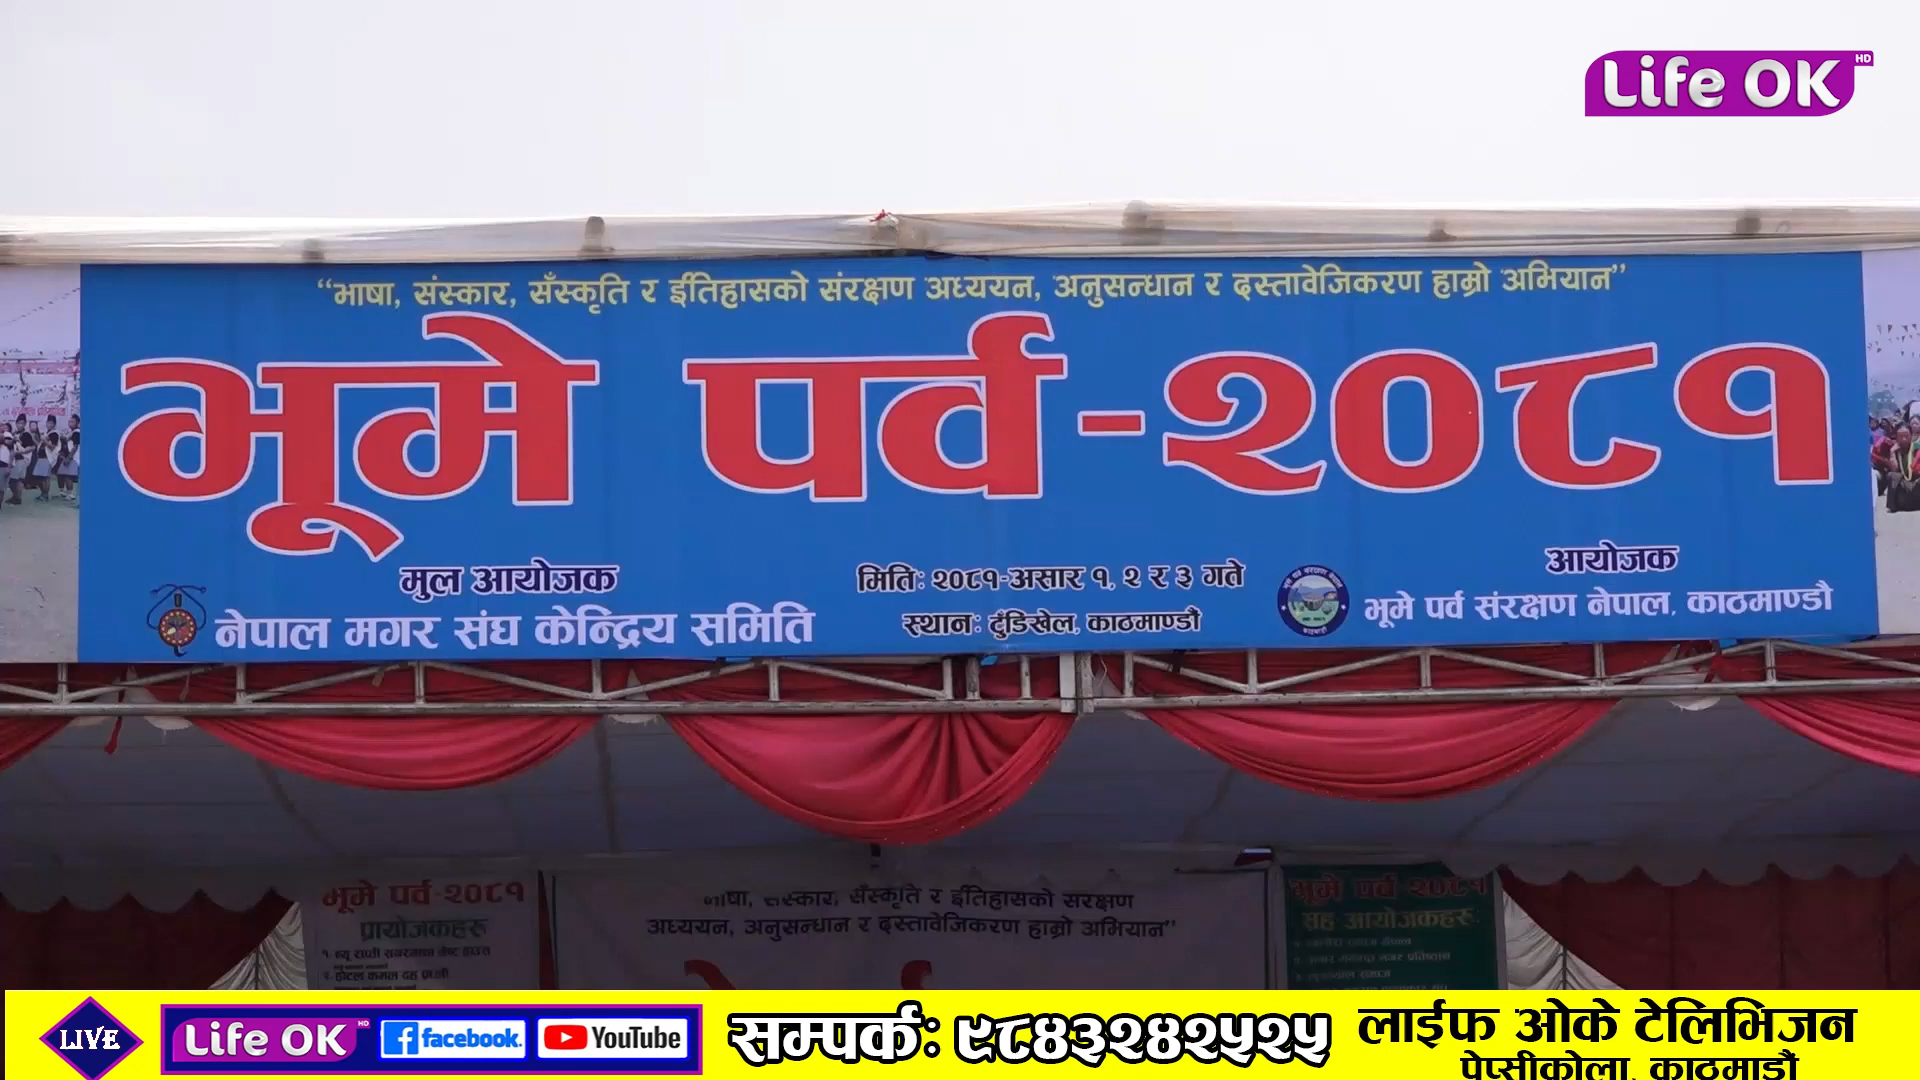 Life OK HD
“भाषा, संस्कार, सँस्कृति र ईतिहासको संरक्षण अध्ययन, अनुसन्धान र दस्तावेजिकरण हाम्रो अभियान”
भूमे पर्व-२०८१
मुल आयोजक
नेपाल मगर संघ केन्द्रिय समिति
मिति: २०८१-असार १, २ र ३ गते
स्थान: टुँडिखेल, काठमाण्डौ
आयोजक
भूमे पर्व संरक्षण नेपाल, काठमाण्डौ
भूमे पर्व २०८१
प्रायोजकहरू
भाषा, संस्कार, सँस्कृति र ईतिहासको संरक्षण
अध्ययन, अनुसन्धान र दस्तावेजिकरण हाम्रो अभियान”
भूमे पर्व २०८१
सह आयोजकहरु:
LIVE
Life OK HD
facebook.
YouTube
सम्पर्क: ९८४३२४२५२५
लाईफ ओके टेलिभिजन
पेप्सीकोला, काठमाडौं